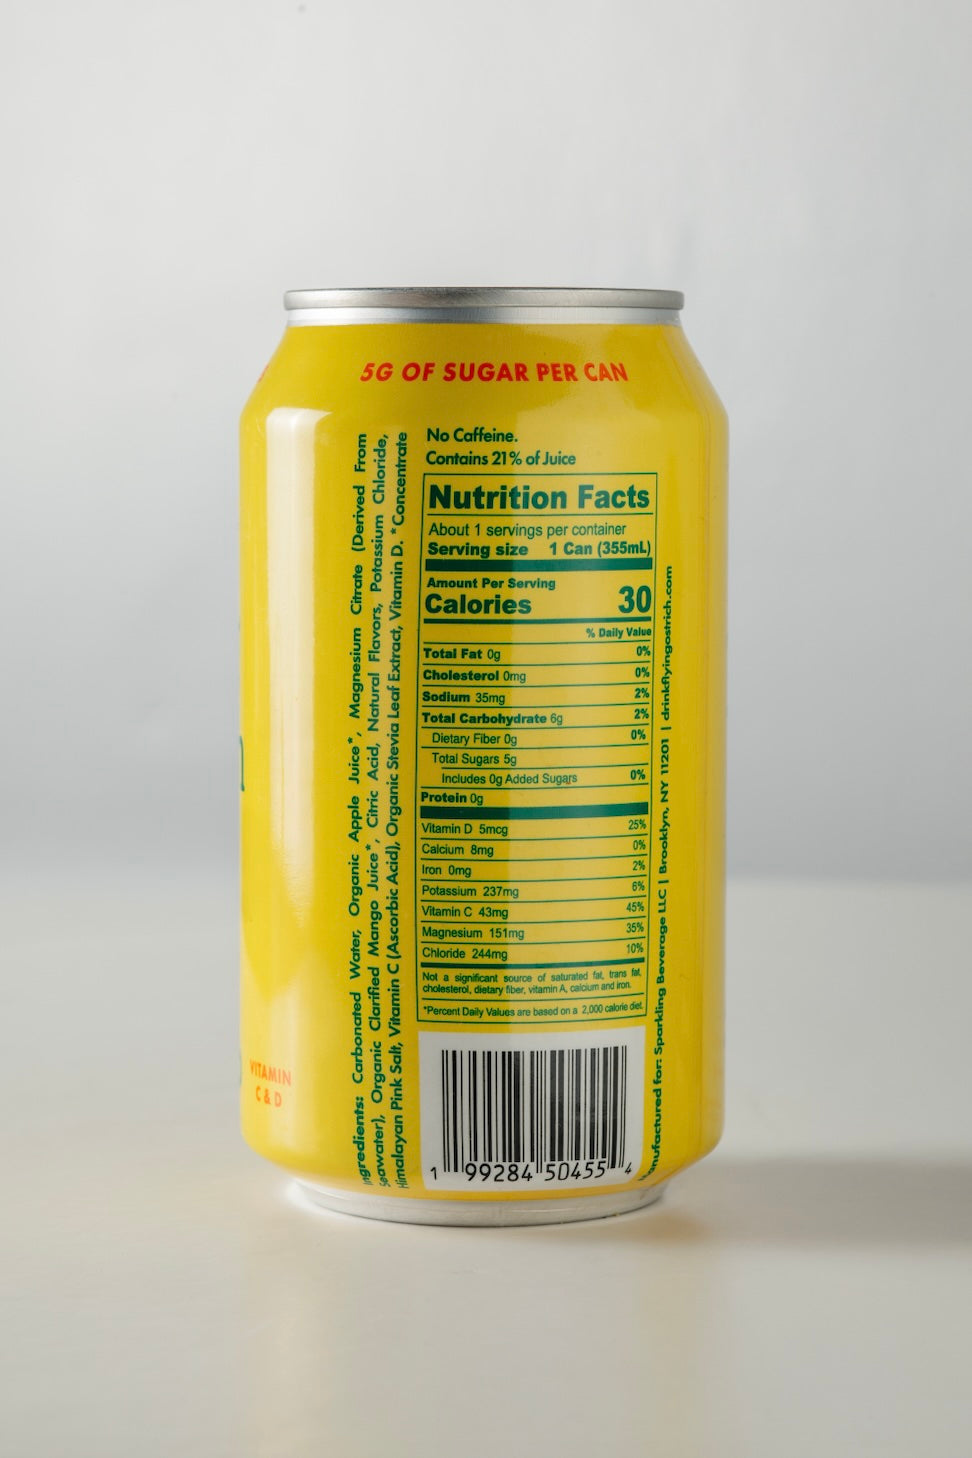 5G OF SUGAR PER CAN
No Caffeine.
Contains 21% of Juice
Nutrition Facts
About 1 servings per container
Serving size 1 Can (355mL)
Amount Per Serving
Calories 30
% Daily Value
Total Fat 0g 0%
Cholesterol 0mg 0%
Sodium 35mg 2%
Total Carbohydrate 6g 2%
Dietary Fiber 0g 0%
Total Sugars 5g
Includes 0g Added Sugars 0%
Protein 0g
Vitamin D 5mcg 25%
Calcium 8mg 0%
Iron 0mg 2%
Potassium 237mg 6%
Vitamin C 43mg 45%
Magnesium 151mg 35%
Chloride 244mg 10%
Not a significant source of saturated fat, trans fat,
cholesterol, dietary fiber, vitamin A, calcium and iron.
*Percent Daily Values are based on a 2,000 calorie diet.
1 99284 50455 4
Ingredients: Carbonated Water, Organic Apple Juice*, Magnesium Citrate (Derived From
Seawater), Organic Clarified Mango Juice*, Citric Acid, Natural Flavors, Potassium Chloride,
Himalayan Pink Salt, Vitamin C (Ascorbic Acid), Organic Stevia Leaf Extract, Vitamin D. *Concentrate
Manufactured for: Sparkling Beverage LLC | Brooklyn, NY 11201 | drinkflyingostrich.com
VITAMIN
C & D